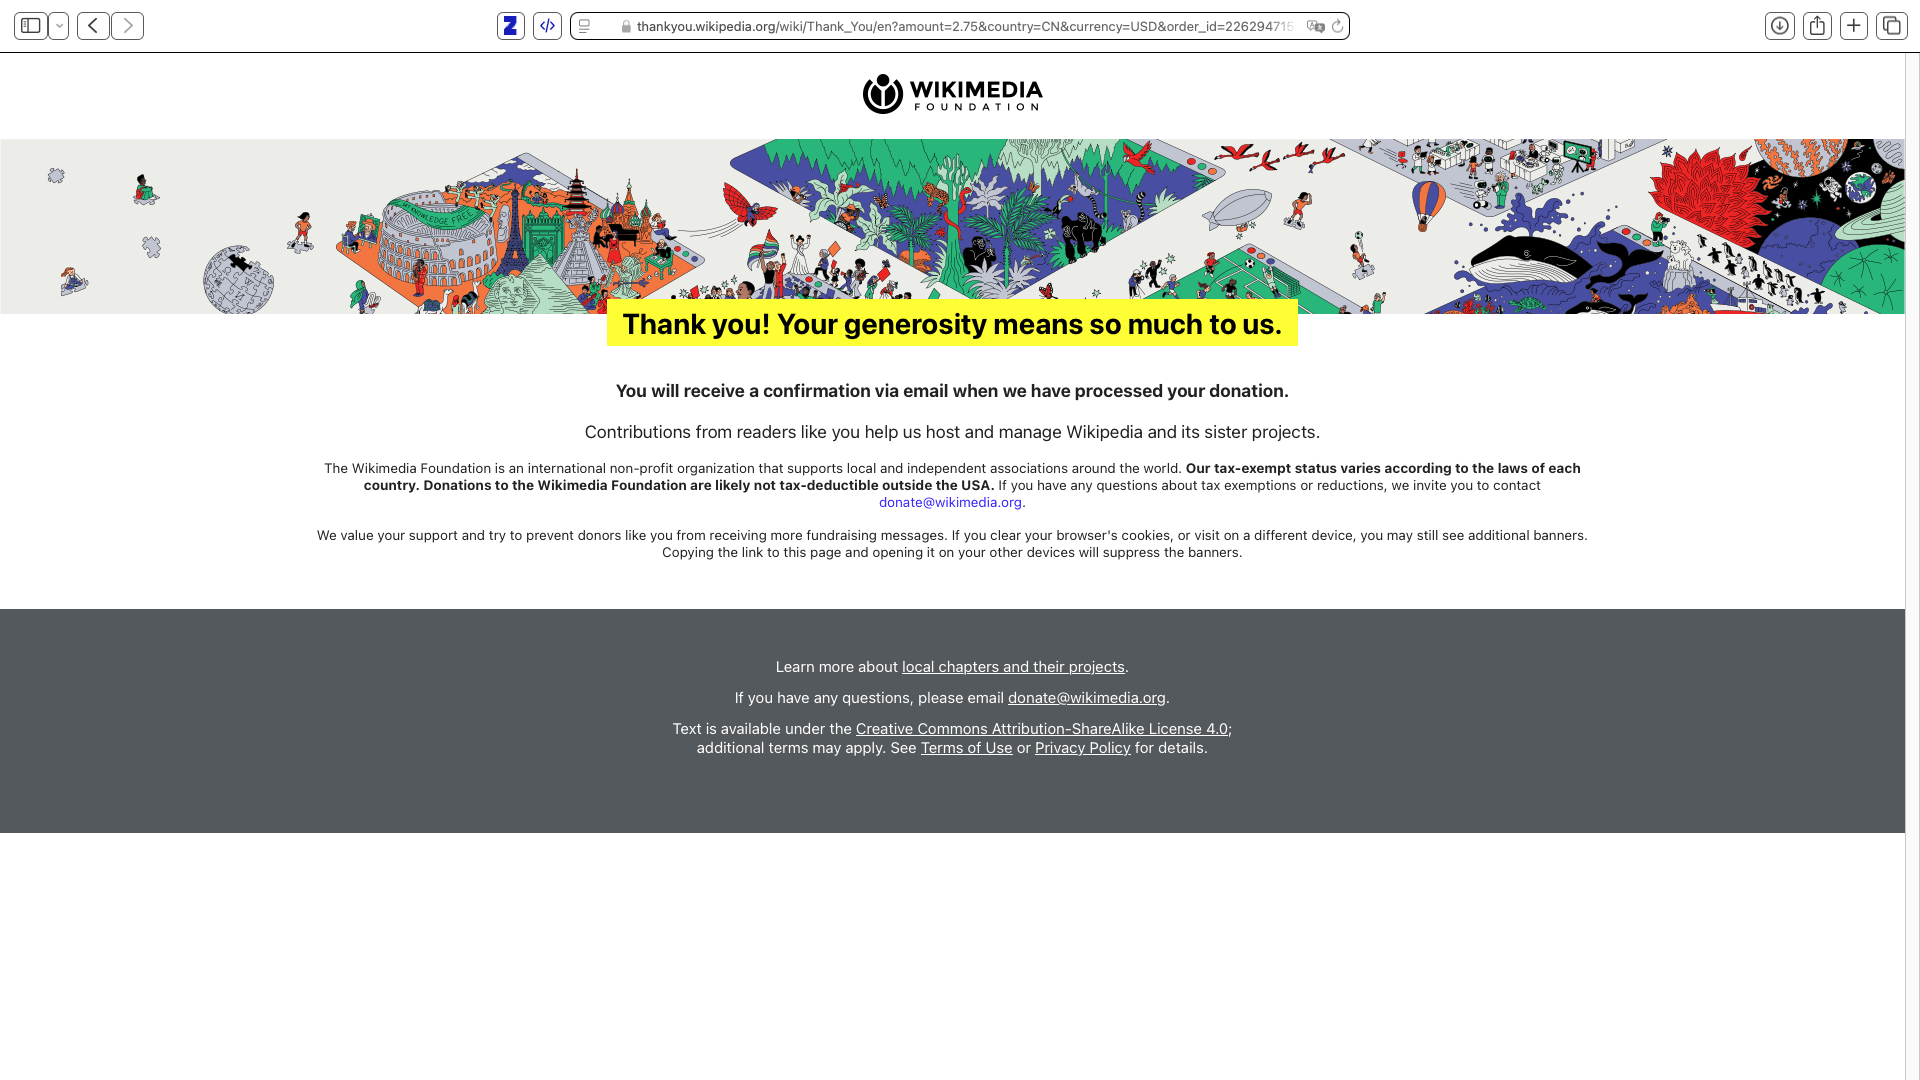 thankyou.wikipedia.org/wiki/Thank_You/en?amount=2.75&country=CN&currency=USD&order_id=226294715
WIKIMEDIA
FOUNDATION
KNOWLEDGE FREE
Thank you! Your generosity means so much to us.
You will receive a confirmation via email when we have processed your donation.
Contributions from readers like you help us host and manage Wikipedia and its sister projects.
The Wikimedia Foundation is an international non-profit organization that supports local and independent associations around the world. Our tax-exempt status varies according to the laws of each
country. Donations to the Wikimedia Foundation are likely not tax-deductible outside the USA. If you have any questions about tax exemptions or reductions, we invite you to contact
donate@wikimedia.org.
We value your support and try to prevent donors like you from receiving more fundraising messages. If you clear your browser's cookies, or visit on a different device, you may still see additional banners.
Copying the link to this page and opening it on your other devices will suppress the banners.
Learn more about local chapters and their projects.
If you have any questions, please email donate@wikimedia.org.
Text is available under the Creative Commons Attribution-ShareAlike License 4.0;
additional terms may apply. See Terms of Use or Privacy Policy for details.